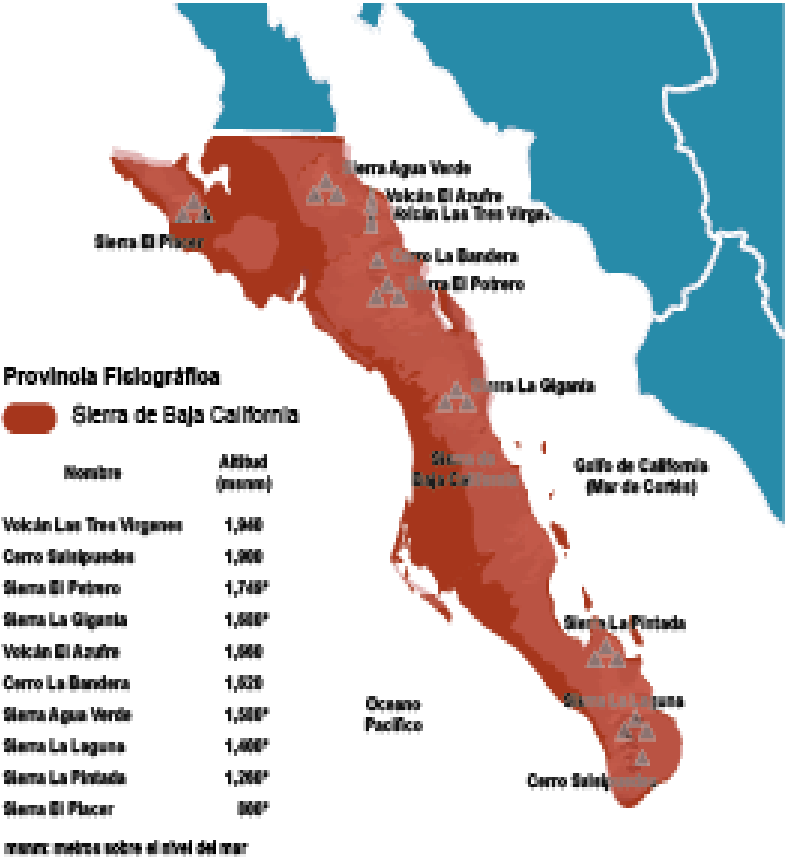 Sierra Agua Verde
Volcán El Azufre
Volcán Las Tres Vírgenes
Sierra El Placer
Cerro La Bandera
Sierra El Potrero
Provincia Fisiográfica
Sierra de Baja California
Sierra La Giganta
Sierra de
Baja California
Golfo de California
(Mar de Cortés)
Nombre
Altitud
(msnm)
Volcán Las Tres Vírgenes 1,940
Cerro Salsipuedes 1,900
Sierra El Potrero
Sierra La Giganta
Volcán El Azufre
Cerro La Bandera
Sierra Agua Verde
Sierra La Laguna
Sierra La Pintada
Sierra El Placer
Sierra La Pintada
Sierra La Laguna
Océano
Pacífico
Cerro Salsipuedes
msnm: metros sobre el nivel del mar